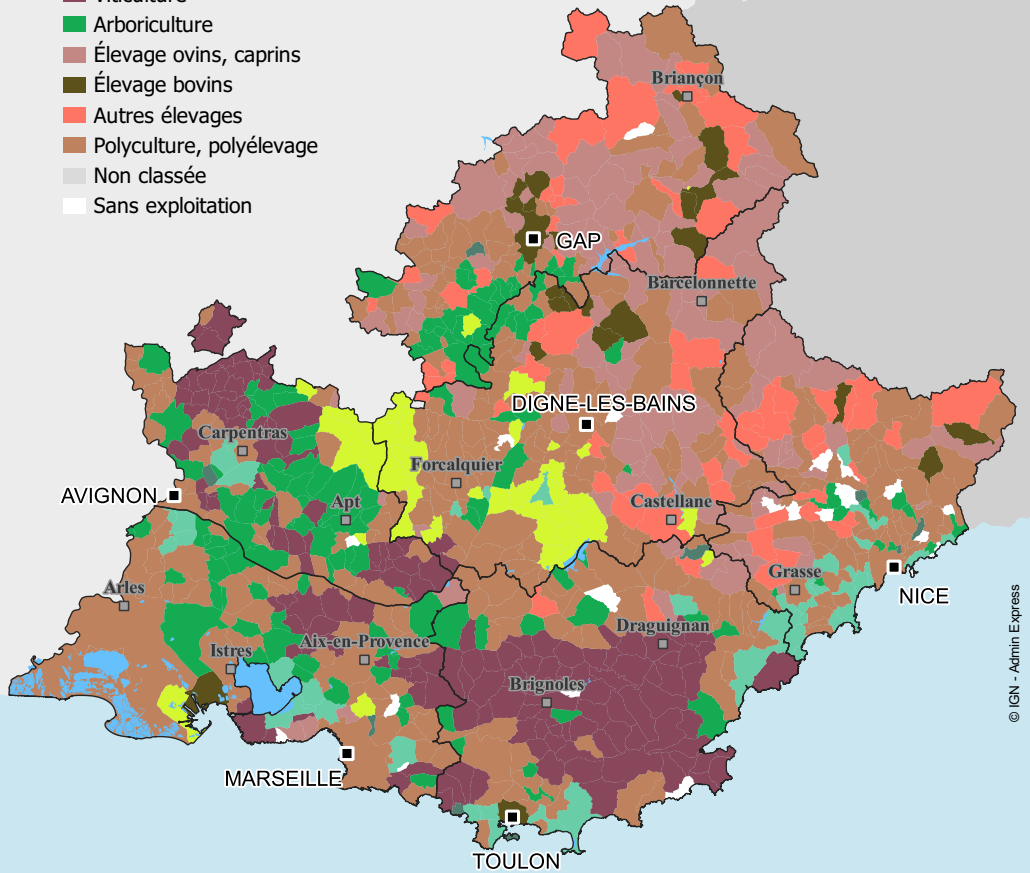 Viticulture
Arboriculture
Élevage ovins, caprins
Élevage bovins
Autres élevages
Polyculture, polyélevage
Non classée
Sans exploitation
Briançon
GAP
Barcelonnette
DIGNE-LES-BAINS
Carpentras
Forcalquier
AVIGNON
Apt
Castellane
Arles
Grasse
NICE
Istres
Aix-en-Provence
Draguignan
Brignoles
MARSEILLE
TOULON
© IGN - Admin Express